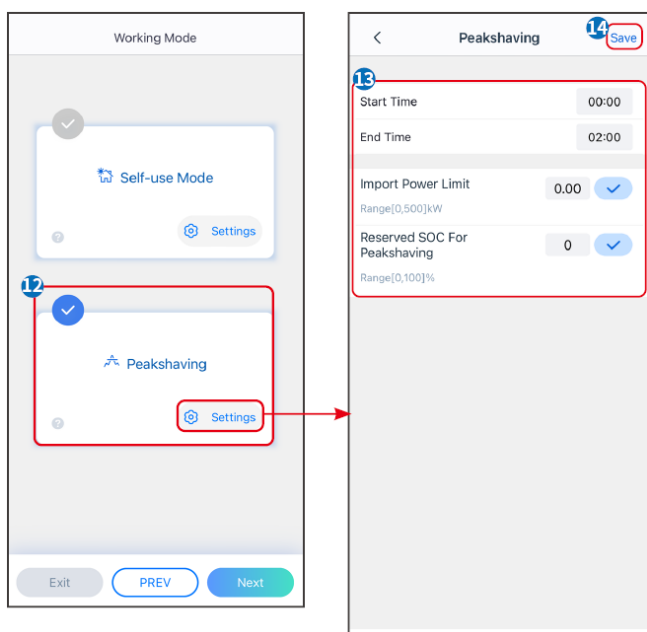 Working Mode
Self-use Mode
Settings
12
Peakshaving
Settings
Exit
PREV
Next
Peakshaving
14
Save
13
Start Time
00:00
End Time
02:00
Import Power Limit
0.00
Range[0,500]kW
Reserved SOC For
Peakshaving
0
Range[0,100]%